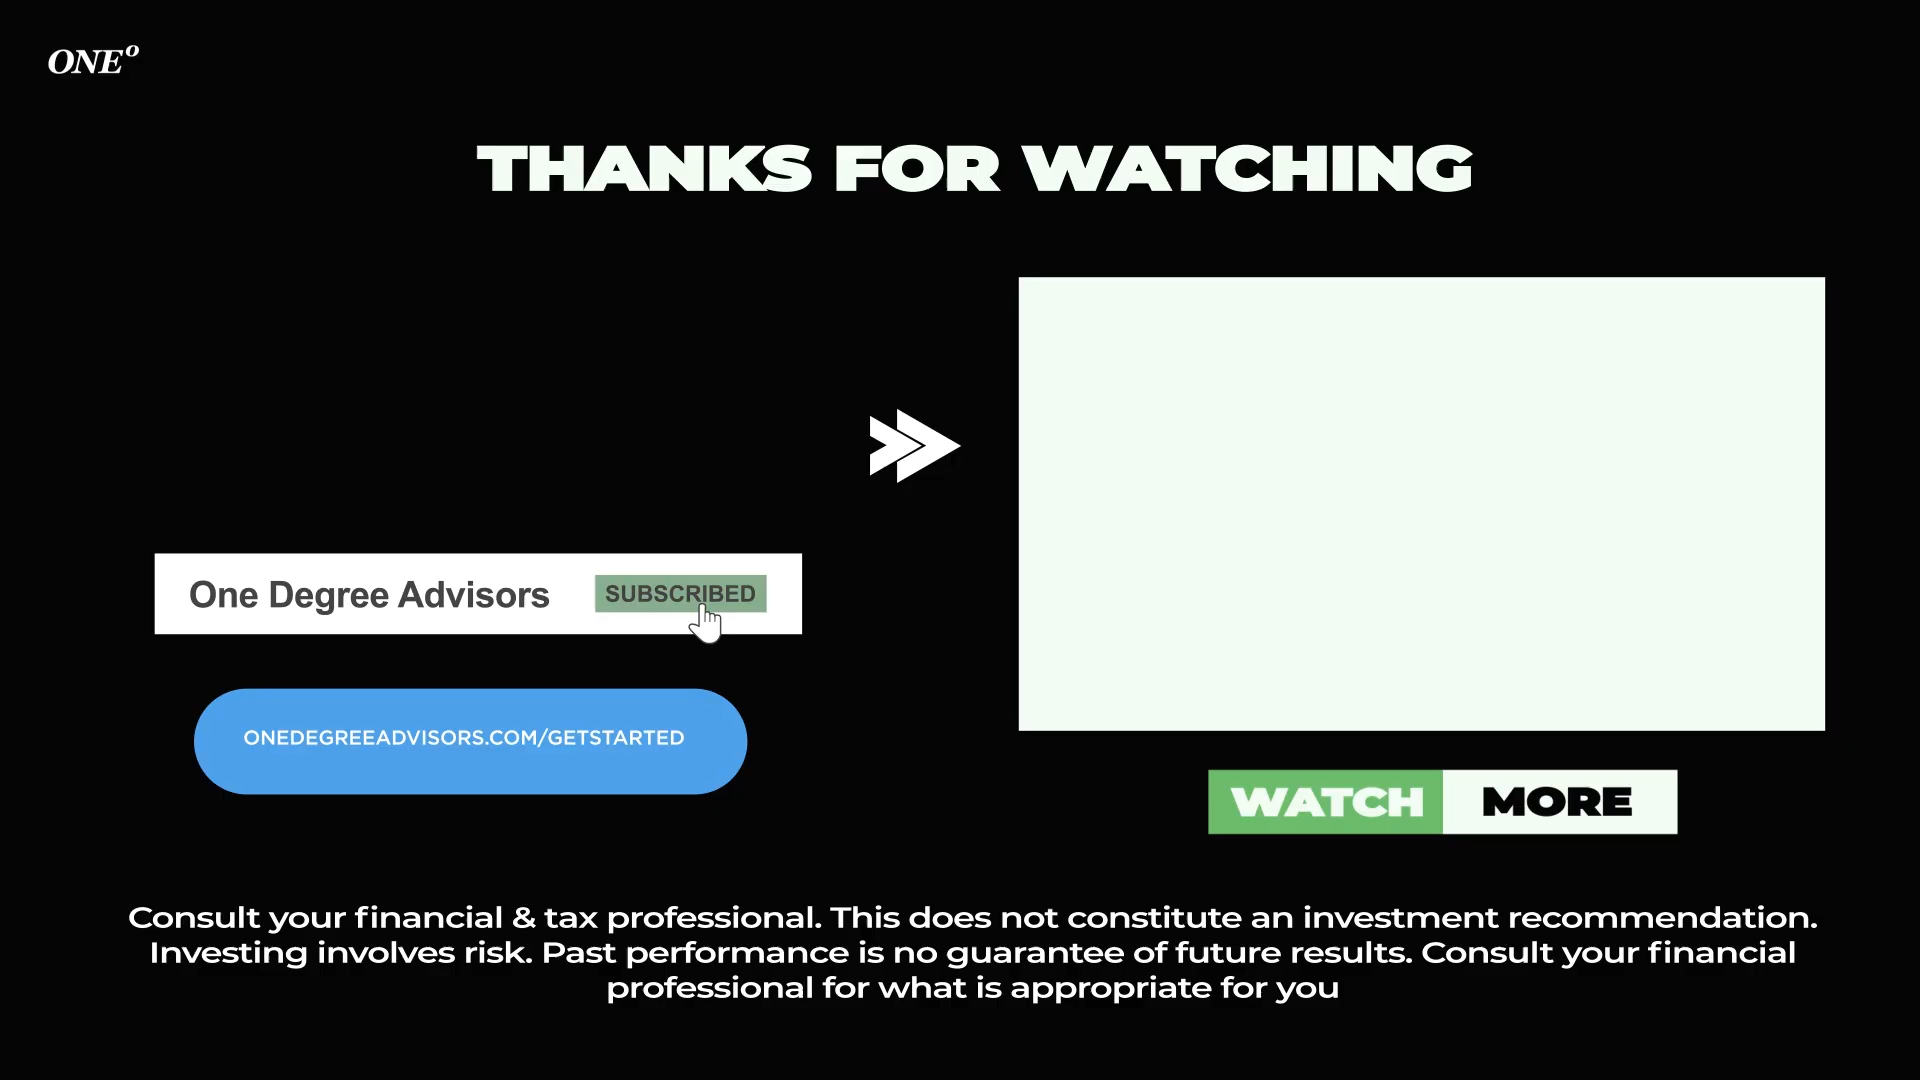 ONE°
THANKS FOR WATCHING
One Degree Advisors
SUBSCRIBED
ONEDEGREEADVISORS.COM/GETSTARTED
WATCH MORE
Consult your financial & tax professional. This does not constitute an investment recommendation.
Investing involves risk. Past performance is no guarantee of future results. Consult your financial
professional for what is appropriate for you